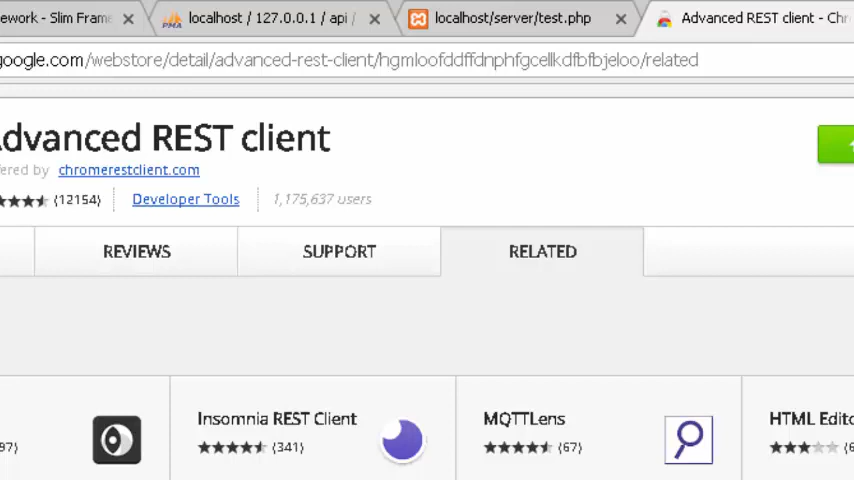 ework - Slim Frame
PMA
localhost / 127.0.0.1 / api /
localhost/server/test.php
Advanced REST client - Chr
google.com/webstore/detail/advanced-rest-client/hgmloofddffdnphfgcellkdfbfbjeloo/related
dvanced REST client
ered by chromerestclient.com
(12154)
Developer Tools
1,175,637 users
REVIEWS
SUPPORT
RELATED
97)
Insomnia REST Client
(341)
MQTTLens
(67)
HTML Edito
(6